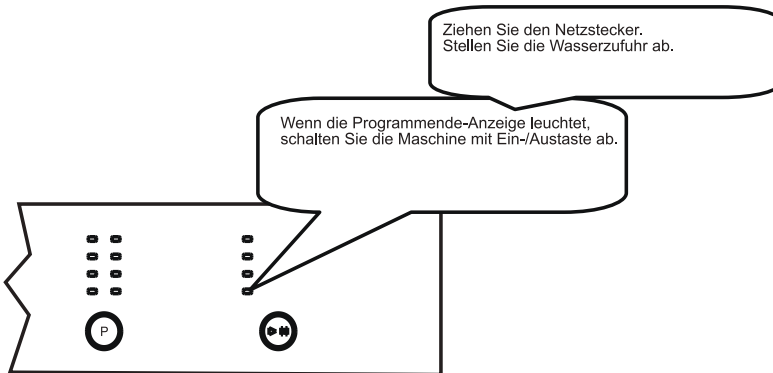 Ziehen Sie den Netzstecker.
Stellen Sie die Wasserzufuhr ab.
Wenn die Programmende-Anzeige leuchtet,
schalten Sie die Maschine mit Ein-/Austaste ab.
P